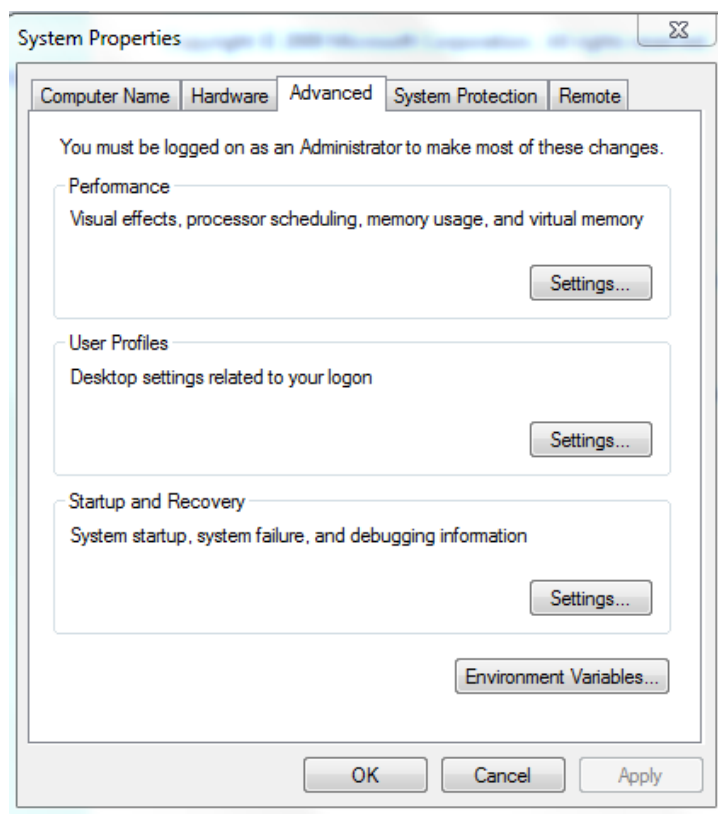 System Properties
Computer Name Hardware Advanced System Protection Remote
You must be logged on as an Administrator to make most of these changes.
Performance
Visual effects, processor scheduling, memory usage, and virtual memory
Settings...
User Profiles
Desktop settings related to your logon
Settings...
Startup and Recovery
System startup, system failure, and debugging information
Settings...
Environment Variables...
OK Cancel Apply